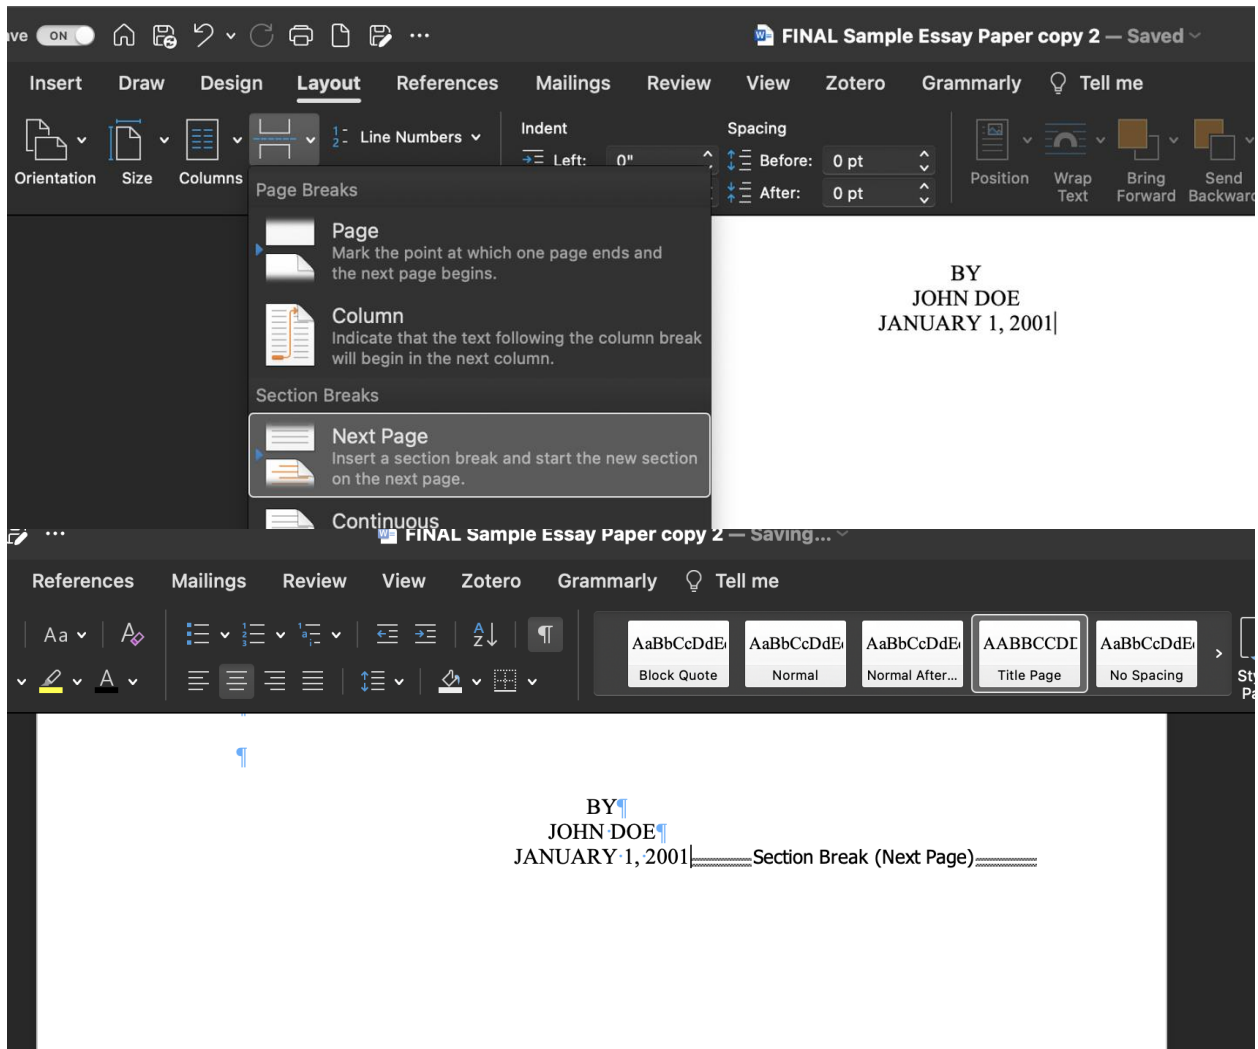 ve ON FINAL Sample Essay Paper copy 2 — Saved
Insert Draw Design Layout References Mailings Review View Zotero Grammarly Tell me
Orientation Size Columns Line Numbers
Indent
Left: 0"
Spacing
Before: 0 pt
After: 0 pt
Position Wrap Text Bring Forward Send Backward
Page Breaks
Page
Mark the point at which one page ends and
the next page begins.
Column
Indicate that the text following the column break
will begin in the next column.
Section Breaks
Next Page
Insert a section break and start the new section
on the next page.
Continuous
BY
JOHN DOE
JANUARY 1, 2001
FINAL Sample Essay Paper copy 2 — Saving...
References Mailings Review View Zotero Grammarly Tell me
Aa A A Z ¶
A
AaBbCcDdE AaBbCcDdE AaBbCcDdE AABBCCDE AaBbCcDdE
Block Quote Normal Normal After... Title Page No Spacing
¶
BY¶
JOHN·DOE¶
JANUARY·1,·2001 Section Break (Next Page)